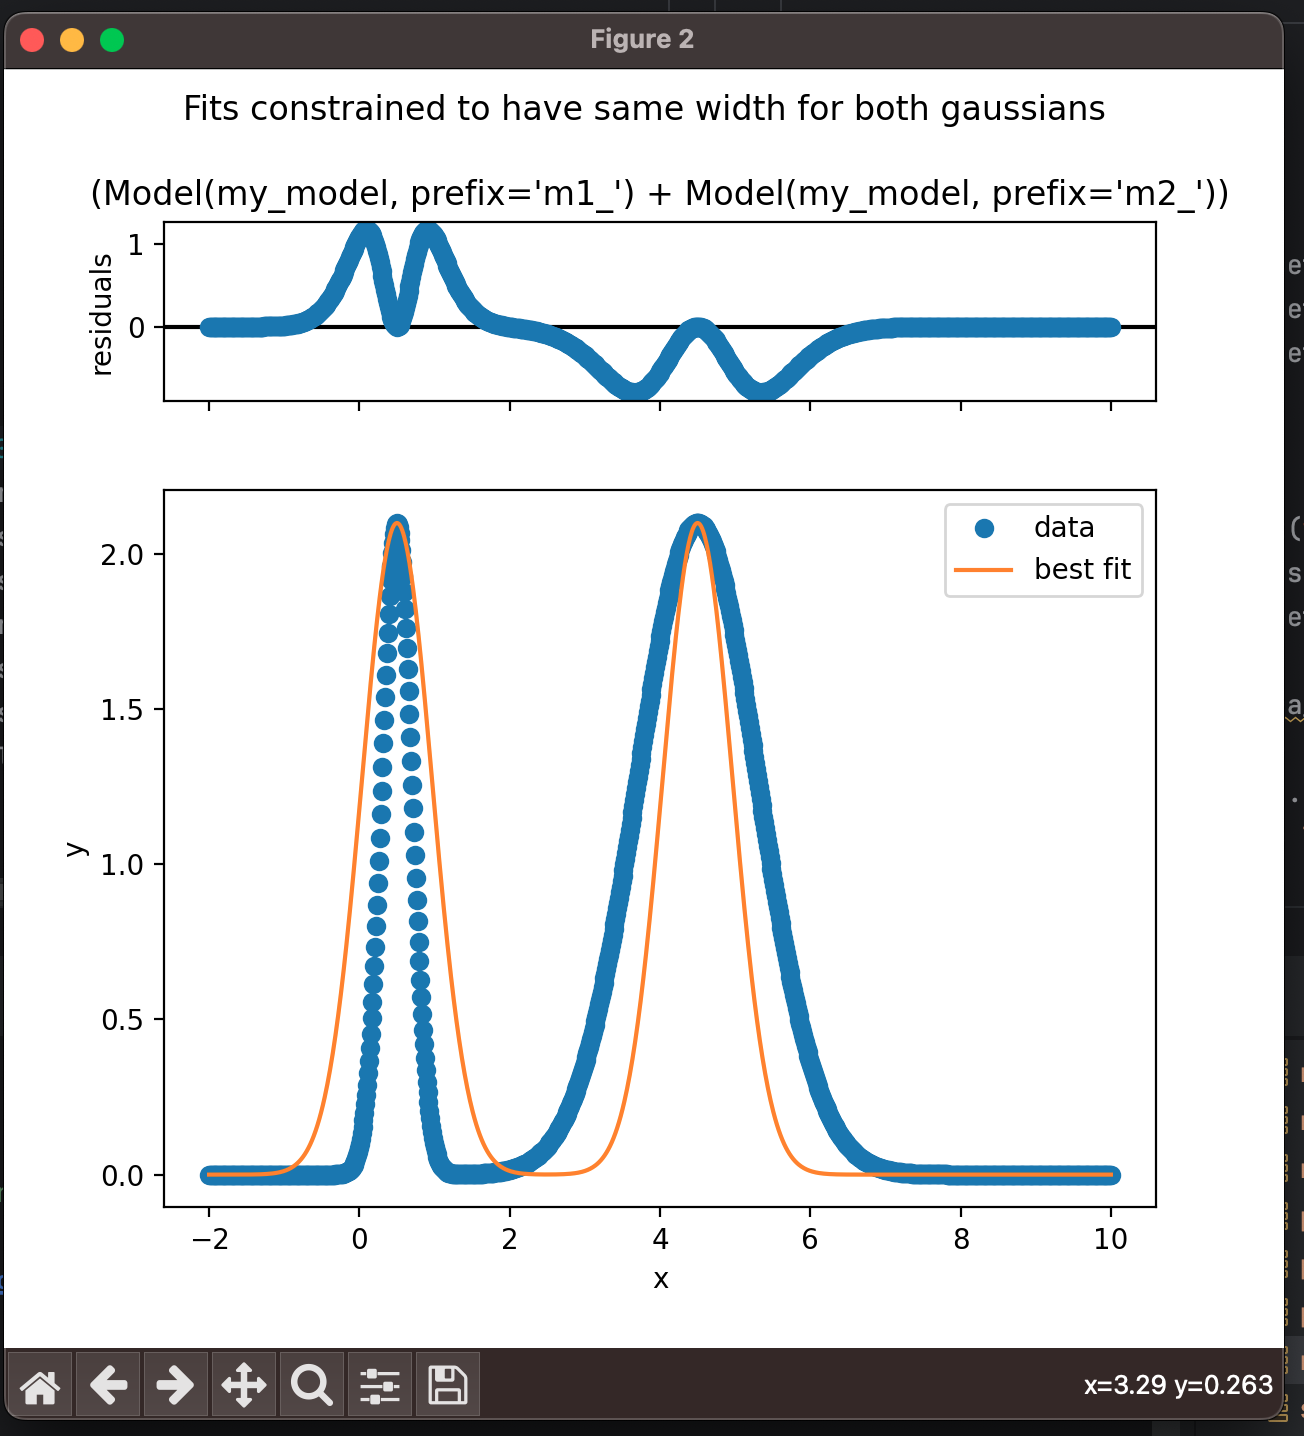 Figure 2
Fits constrained to have same width for both gaussians
(Model(my_model, prefix='m1_') + Model(my_model, prefix='m2_'))
residuals
1
0
y
2.0
1.5
1.0
0.5
0.0
data
best fit
−2 0 2 4 6 8 10
x
x=3.29 y=0.263